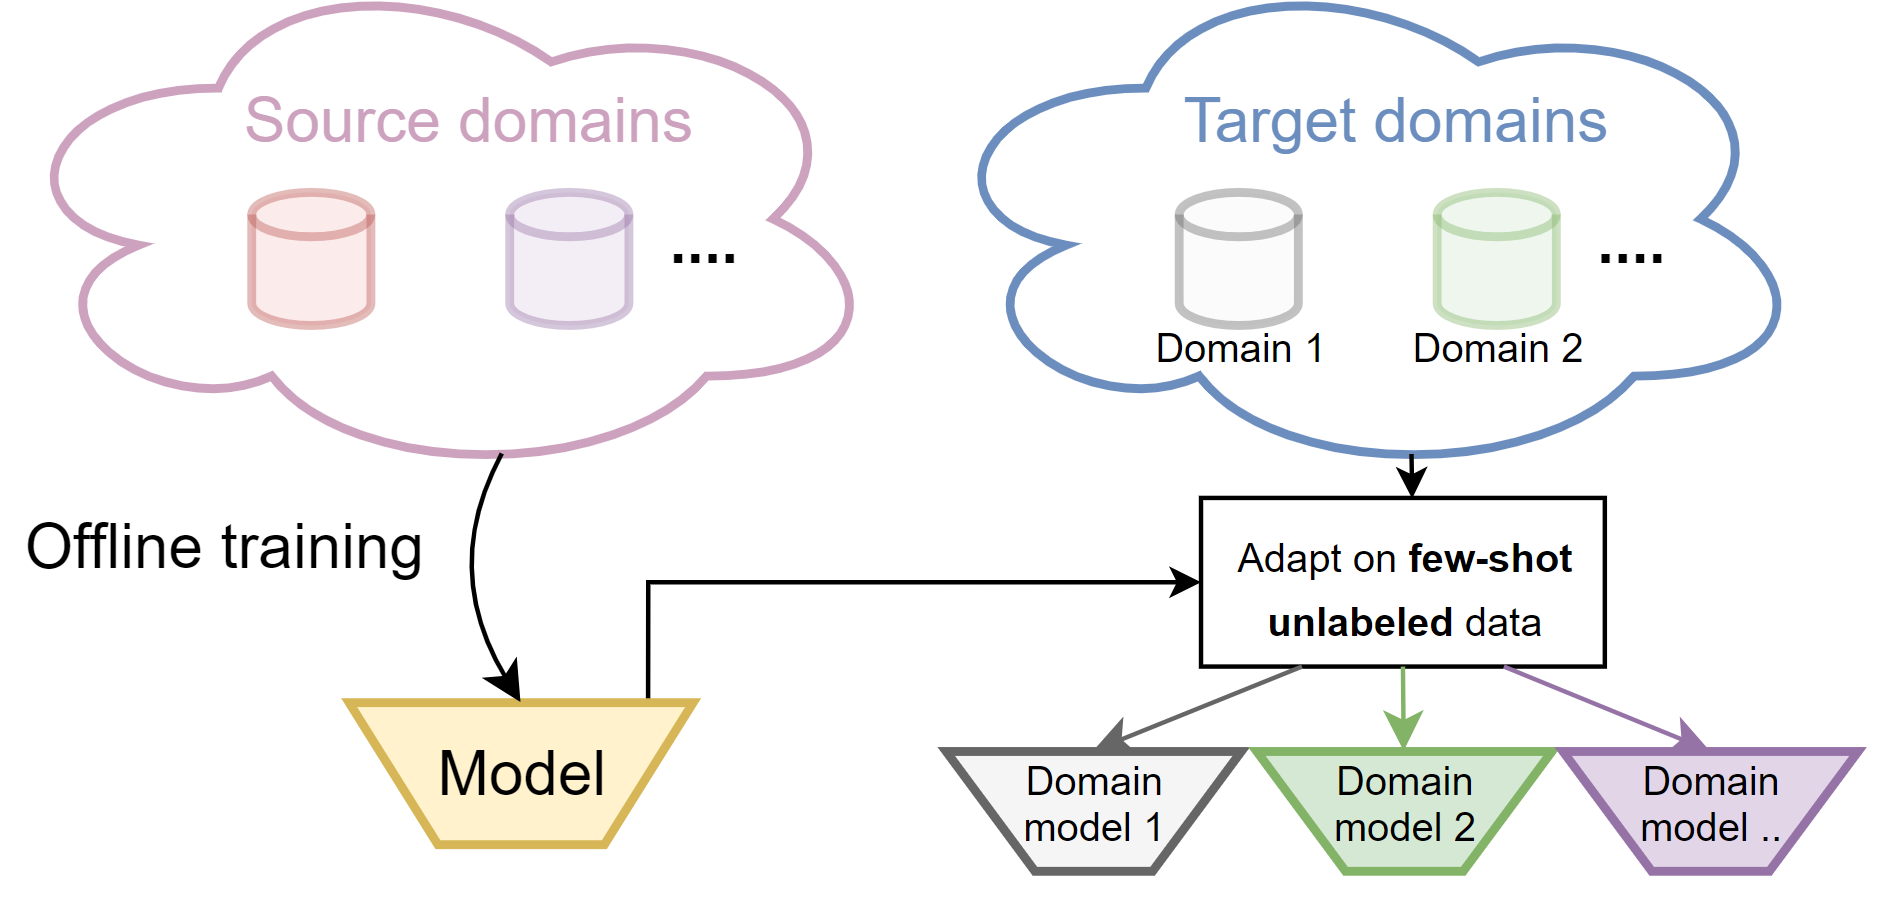 Source domains
....
Target domains
....
Domain 1
Domain 2
Offline training
Adapt on few-shot
unlabeled data
Model
Domain
model 1
Domain
model 2
Domain
model ..